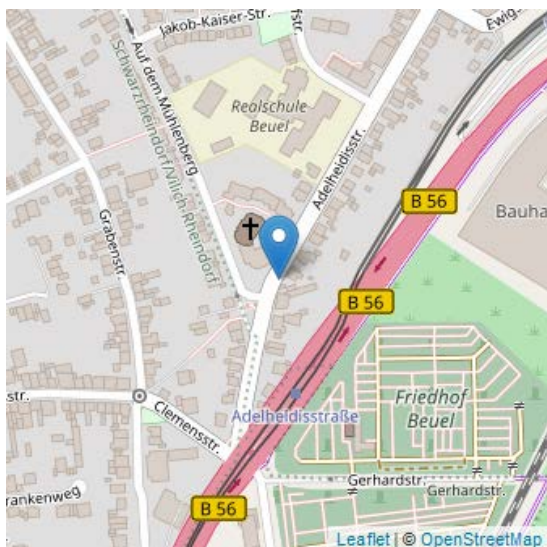 Jakob-Kaiser-Str.
Ewig
fstr
Auf dem Mühlenberg
Schwarzrheindorf/Vilich-Rheindorf
Realschule
Beuel
Adelheidisstr.
B 56
Bauha
Grabenstr.
B 56
Adelheidisstraße
Friedhof
Beuel
Clemensstr.
Gerhardstr.
Gerhardstr.
rankenweg
B 56
Leaflet | © OpenStreetMap